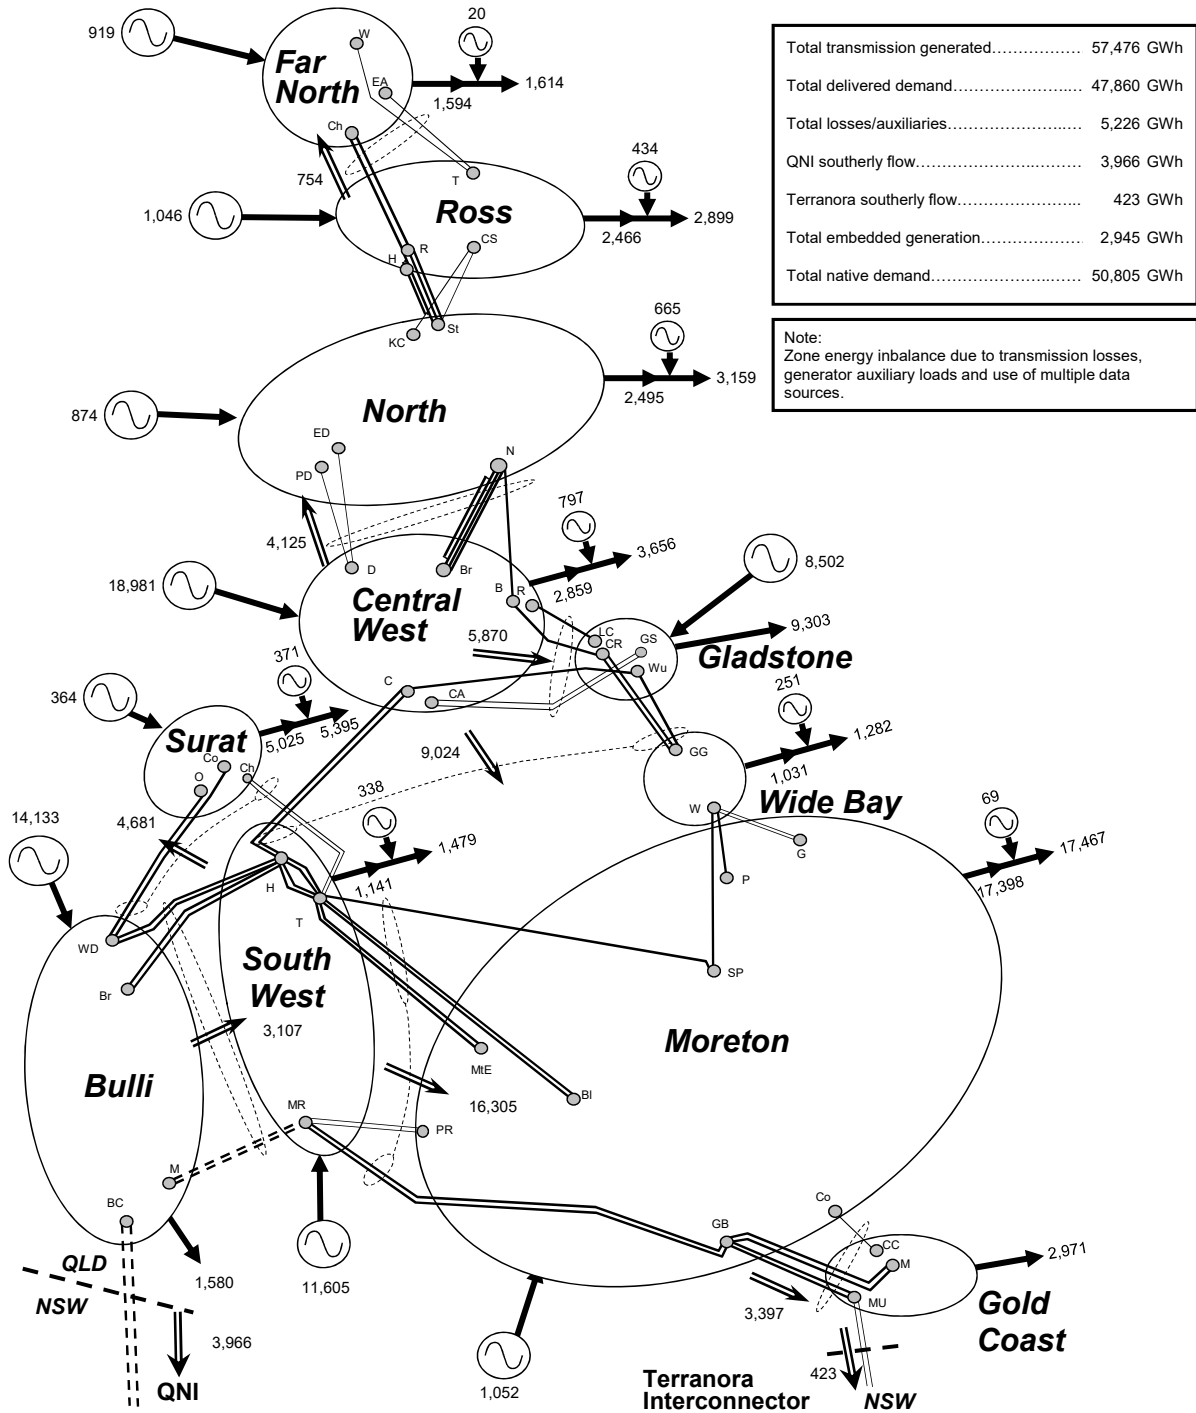 919
20
W
Far
North
EA
1,594
1,614
Ch
754
T
434
1,046
Ross
2,466
2,899
CS
R
H
KC
St
665
3,159
2,495
874
North
ED
PD
N
4,125
797
3,656
2,859
8,502
18,981
D
Br
B
R
Central
West
5,870
LC
CR
GS
Wu
9,303
Gladstone
371
C
CA
364
5,025
5,395
Surat
Co
Ch
O
9,024
GG
251
1,282
1,031
Wide Bay
338
W
G
P
69
17,467
17,398
14,133
4,681
1,479
1,141
H
T
WD
Br
South
West
3,107
SP
Moreton
MtE
Bl
Bulli
MR
16,305
PR
M
BC
QLD
NSW
1,580
11,605
3,966
QNI
Co
GB
CC
M
MU
2,971
3,397
Gold
Coast
1,052
423
Terranora
Interconnector
NSW
Total transmission generated................. 57,476 GWh
Total delivered demand........................ 47,860 GWh
Total losses/auxiliaries........................ 5,226 GWh
QNI southerly flow............................... 3,966 GWh
Terranora southerly flow....................... 423 GWh
Total embedded generation................... 2,945 GWh
Total native demand............................ 50,805 GWh
Note:
Zone energy inbalance due to transmission losses,
generator auxiliary loads and use of multiple data
sources.